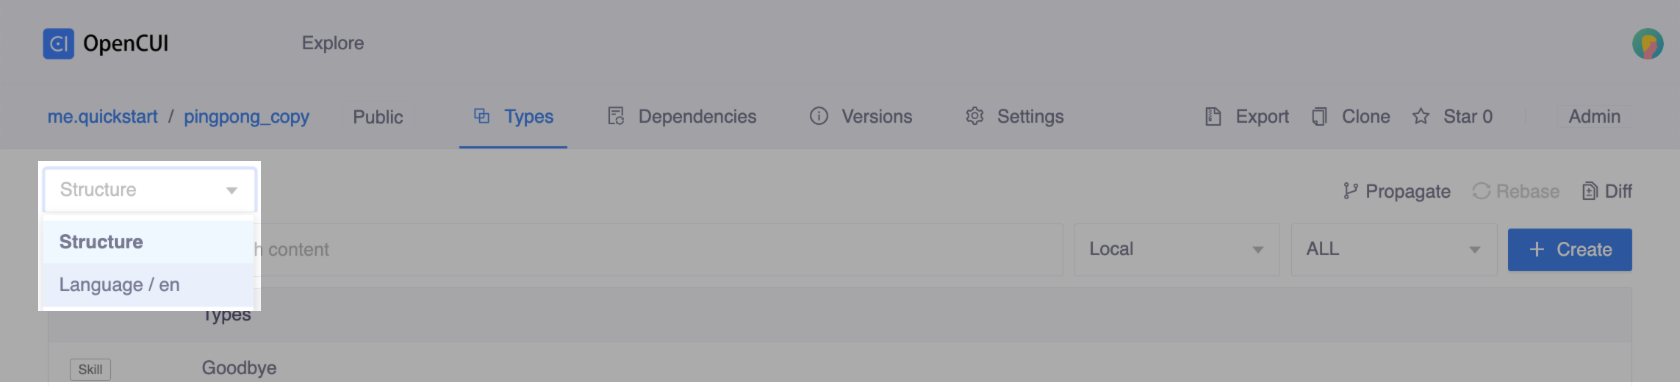 OpenCUI Explore
me.quickstart / pingpong_copy Public Types Dependencies Versions Settings Export Clone Star 0 Admin
Structure Propagate Rebase Diff
Structure
h content Local ALL + Create
Language / en
Types
Skill Goodbye